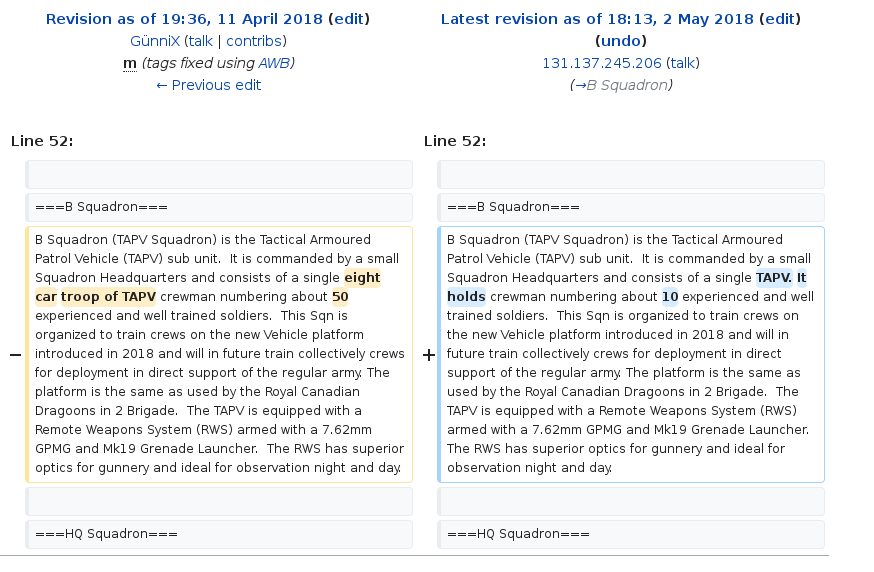 Revision as of 19:36, 11 April 2018 (edit)
GünniX (talk | contribs)
m (tags fixed using AWB)
← Previous edit
Latest revision as of 18:13, 2 May 2018 (edit)
(undo)
131.137.245.206 (talk)
(→B Squadron)
Line 52:
Line 52:
===B Squadron===
===B Squadron===
−
B Squadron (TAPV Squadron) is the Tactical Armoured
Patrol Vehicle (TAPV) sub unit.  It is commanded by a small
Squadron Headquarters and consists of a single eight
car troop of TAPV crewman numbering about 50
experienced and well trained soldiers.  This Sqn is
organized to train crews on the new Vehicle platform
introduced in 2018 and will in future train collectively crews
for deployment in direct support of the regular army. The
platform is the same as used by the Royal Canadian
Dragoons in 2 Brigade.  The TAPV is equipped with a
Remote Weapons System (RWS) armed with a 7.62mm
GPMG and Mk19 Grenade Launcher.  The RWS has superior
optics for gunnery and ideal for observation night and day.
+
B Squadron (TAPV Squadron) is the Tactical Armoured
Patrol Vehicle (TAPV) sub unit.  It is commanded by a small
Squadron Headquarters and consists of a single TAPV. It
holds crewman numbering about 10 experienced and well
trained soldiers.  This Sqn is organized to train crews on
the new Vehicle platform introduced in 2018 and will in
future train collectively crews for deployment in direct
support of the regular army. The platform is the same as
used by the Royal Canadian Dragoons in 2 Brigade.  The
TAPV is equipped with a Remote Weapons System (RWS)
armed with a 7.62mm GPMG and Mk19 Grenade Launcher.
The RWS has superior optics for gunnery and ideal for
observation night and day.
===HQ Squadron===
===HQ Squadron===